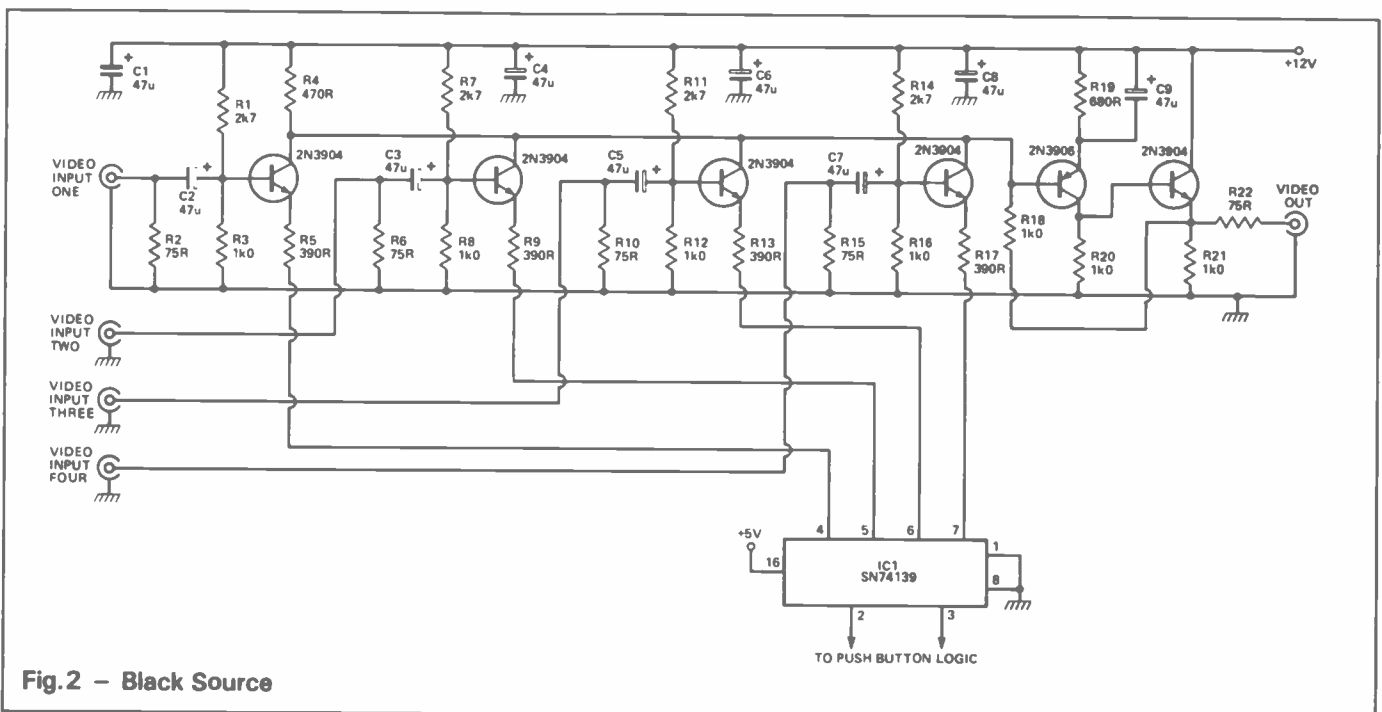 C1
47u
R1
2k7
R4
470R
R7
2k7
C4
47u
R11
2k7
C6
47u
R14
2k7
C8
47u
R19
680R
C9
47u
+12V
VIDEO
INPUT
ONE
C2
47u
2N3904
C3
47u
2N3904
C5
47u
2N3904
C7
47u
2N3904
2N3906
2N3904
R22
75R
VIDEO
OUT
R2
75R
R3
1k0
R5
390R
R6
75R
R8
1k0
R9
390R
R10
75R
R12
1k0
R13
390R
R15
75R
R16
1k0
R17
390R
R18
1k0
R20
1k0
R21
1k0
VIDEO
INPUT
TWO
VIDEO
INPUT
THREE
VIDEO
INPUT
FOUR
+5V
16
4
5
6
7
1
8
IC1
SN74139
2
3
TO PUSH BUTTON LOGIC
Fig.2 – Black Source